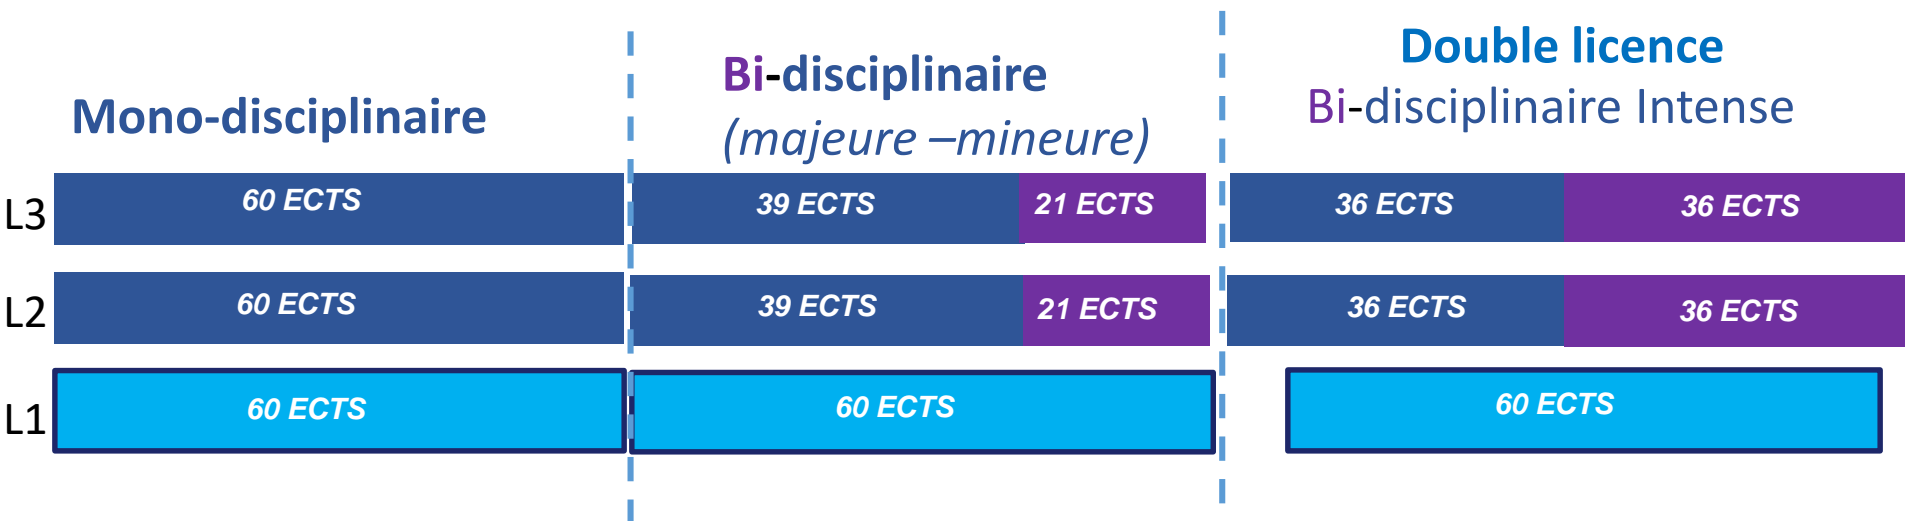 Mono-disciplinaire
Bi-disciplinaire
(majeure –mineure)
Double licence
Bi-disciplinaire Intense
L3
60 ECTS
39 ECTS
21 ECTS
36 ECTS
36 ECTS
L2
60 ECTS
39 ECTS
21 ECTS
36 ECTS
36 ECTS
L1
60 ECTS
60 ECTS
60 ECTS